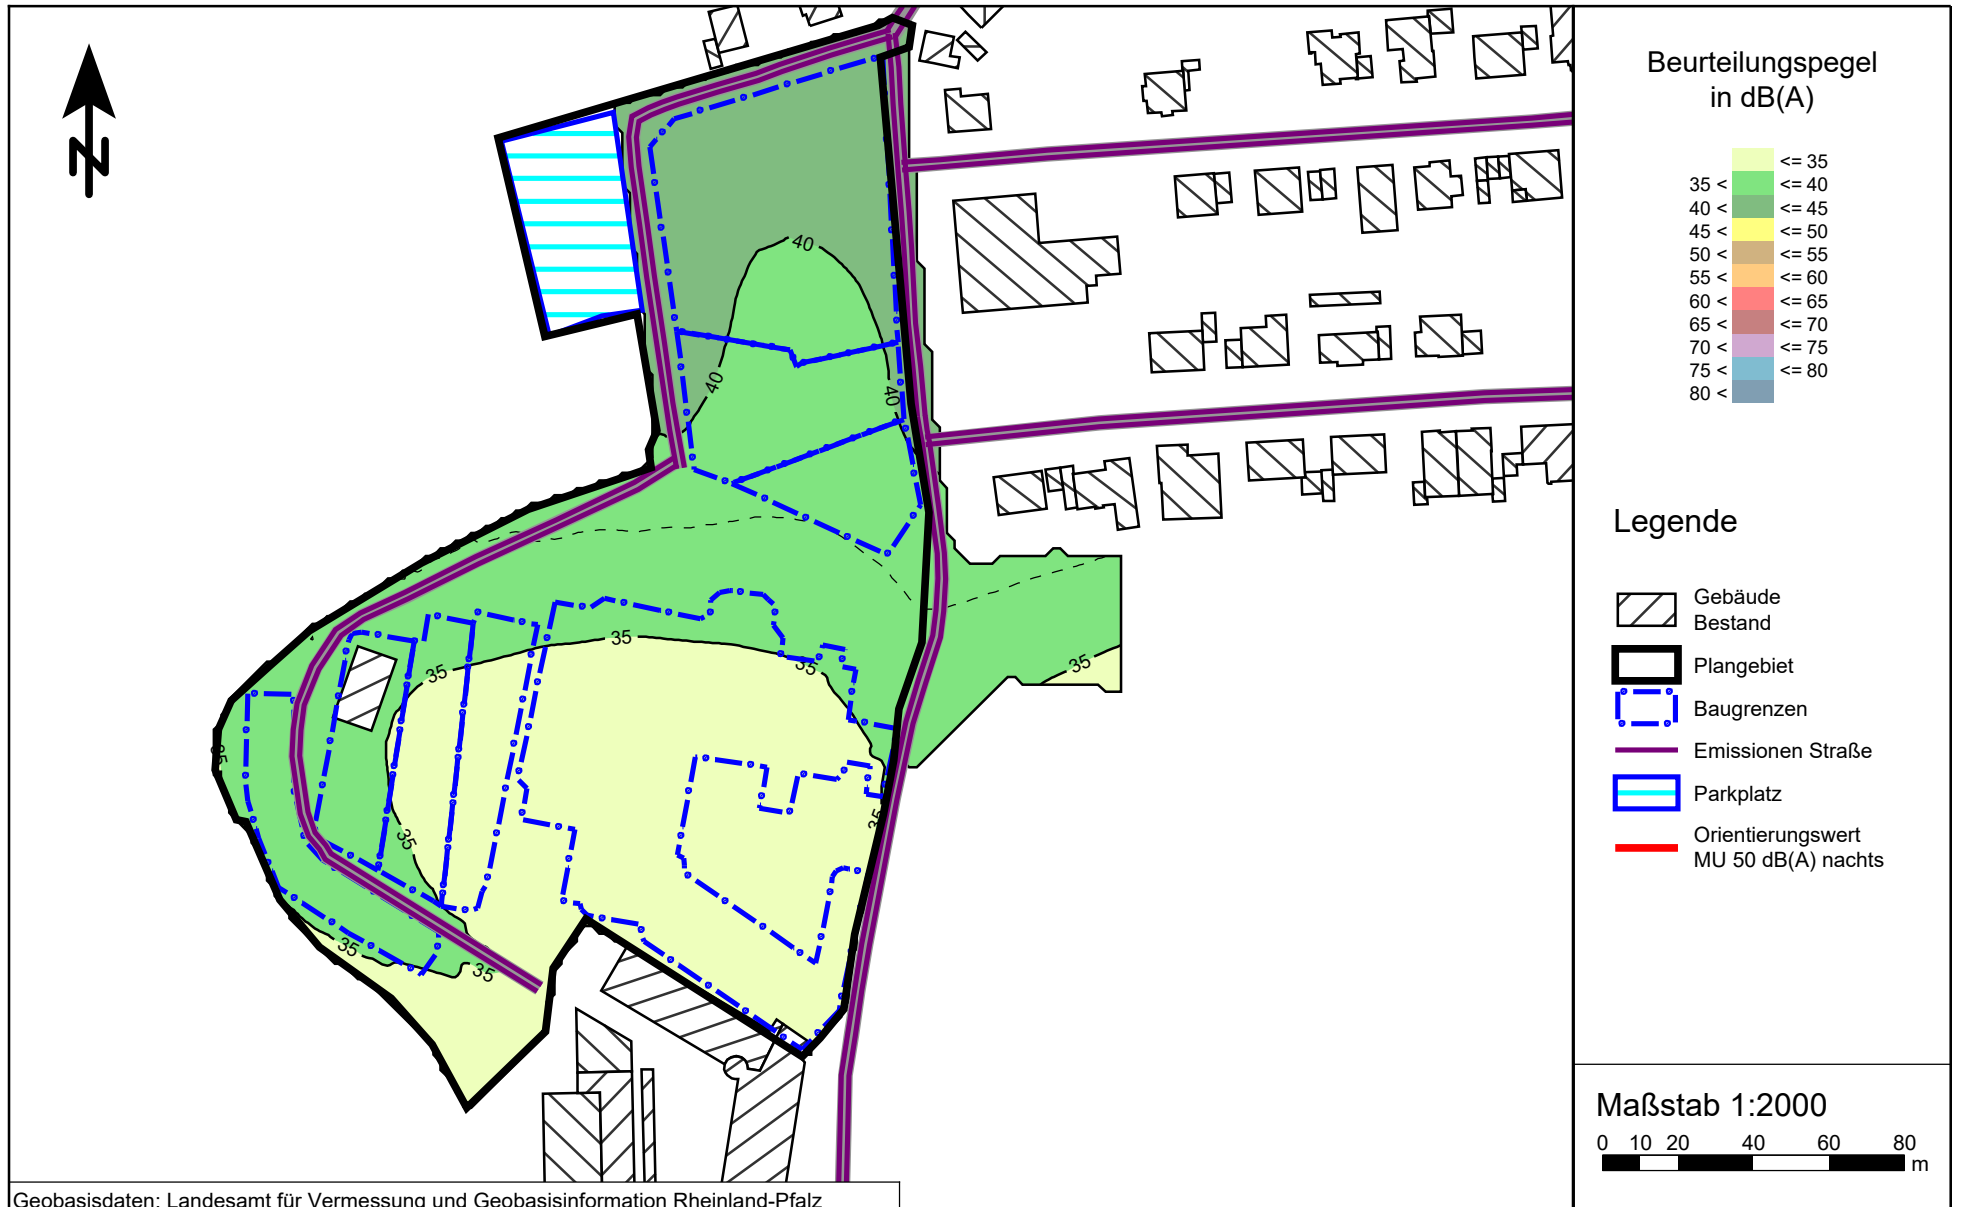 N
40
40
40
35
35
35
35
35
35
35
35
35
Beurteilungspegel
in dB(A)
<= 35
35 < <= 40
40 < <= 45
45 < <= 50
50 < <= 55
55 < <= 60
60 < <= 65
65 < <= 70
70 < <= 75
75 < <= 80
80 <
Legende
Gebäude
Bestand
Plangebiet
Baugrenzen
Emissionen Straße
Parkplatz
Orientierungswert
MU 50 dB(A) nachts
Maßstab 1:2000
0 10 20 40 60 80
m
Geobasisdaten: Landesamt für Vermessung und Geobasisinformation Rheinland-Pfalz